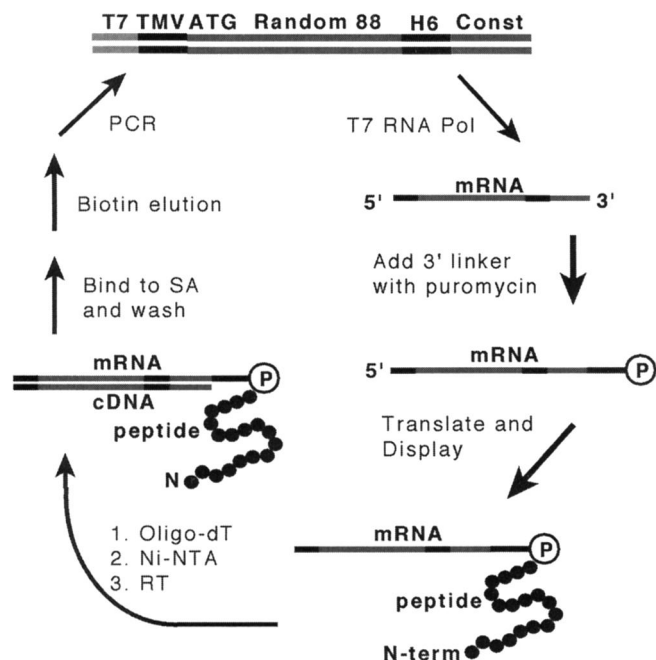 T7 TMV ATG Random 88 H6 Const
PCR
T7 RNA Pol
mRNA
5' 3'
Biotin elution
Add 3' linker
with puromycin
Bind to SA
and wash
mRNA
5' P
mRNA
P
cDNA
peptide
N
Translate and
Display
1. Oligo-dT
2. Ni-NTA
3. RT
mRNA
P
peptide
N-term